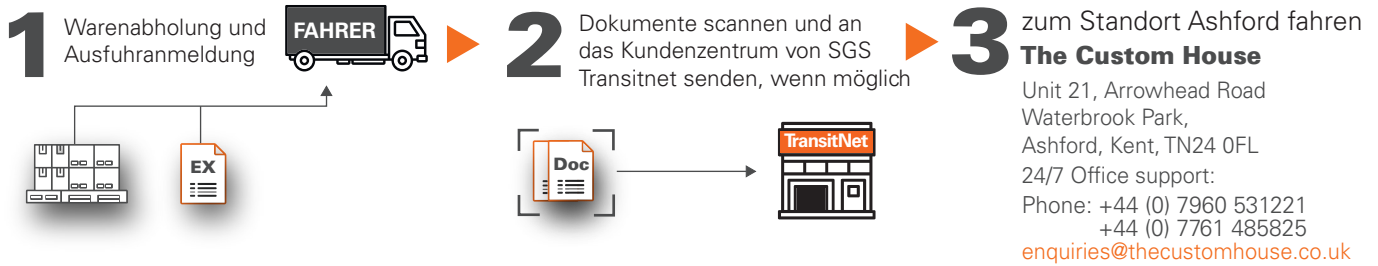 1
Warenabholung und
Ausfuhranmeldung
FAHRER
EX
2
Dokumente scannen und an
das Kundenzentrum von SGS
Transitnet senden, wenn möglich
Doc
TransitNet
3
zum Standort Ashford fahren
The Custom House
Unit 21, Arrowhead Road
Waterbrook Park,
Ashford, Kent, TN24 0FL
24/7 Office support:
Phone: +44 (0) 7960 531221
+44 (0) 7761 485825
enquiries@thecustomhouse.co.uk